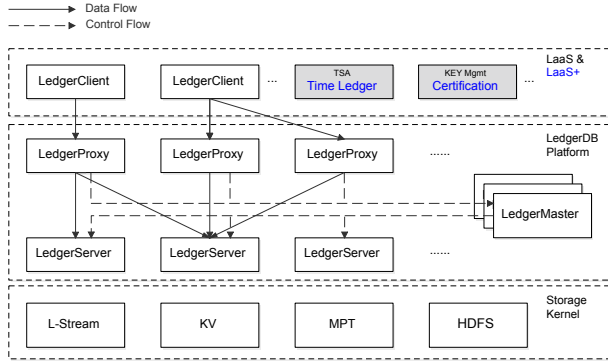 Data Flow
Control Flow
LaaS &
LaaS+
LedgerClient
LedgerClient
...
TSA
Time Ledger
KEY Mgmt
Certification
...
LedgerDB
Platform
LedgerProxy
LedgerProxy
LedgerProxy
......
LedgerMaster
LedgerServer
LedgerServer
LedgerServer
......
Storage
Kernel
L-Stream
KV
MPT
HDFS